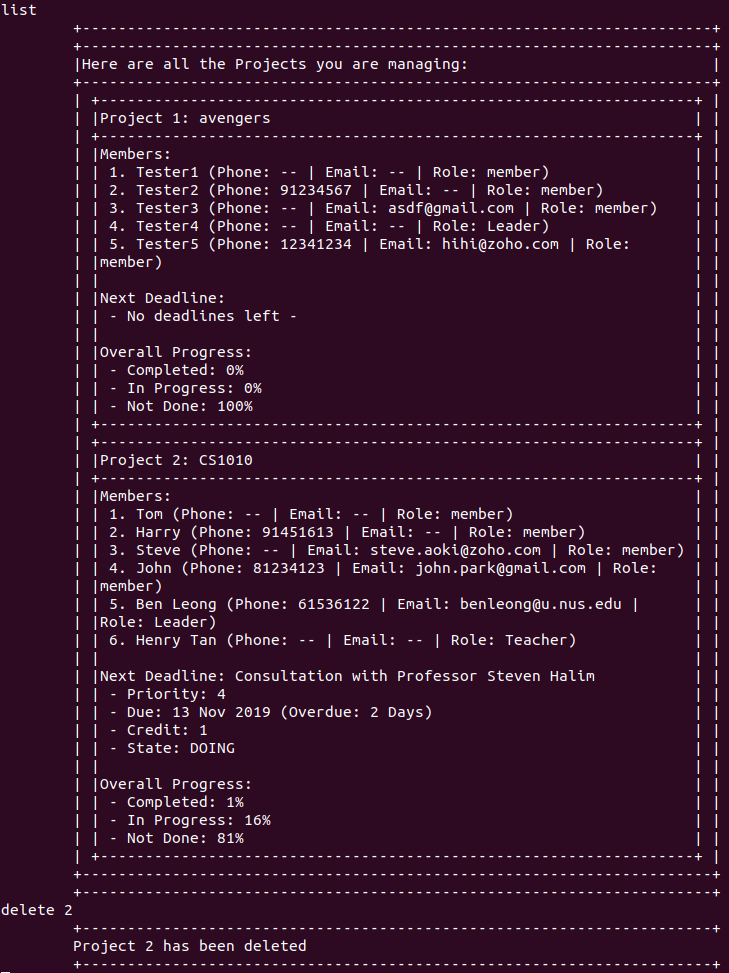 list
+----------------------------------------------------------------------+
+----------------------------------------------------------------------+
|Here are all the Projects you are managing:                           |
+----------------------------------------------------------------------+
| +------------------------------------------------------------------+ |
| |Project 1: avengers                                               | |
| +------------------------------------------------------------------+ |
| |Members:                                                          | |
| | 1. Tester1 (Phone: -- | Email: -- | Role: member)                | |
| | 2. Tester2 (Phone: 91234567 | Email: -- | Role: member)          | |
| | 3. Tester3 (Phone: -- | Email: asdf@gmail.com | Role: member)    | |
| | 4. Tester4 (Phone: -- | Email: -- | Role: Leader)                | |
| | 5. Tester5 (Phone: 12341234 | Email: hihi@zoho.com | Role:       | |
| |member)                                                           | |
| |                                                                  | |
| |Next Deadline:                                                    | |
| | - No deadlines left -                                            | |
| |                                                                  | |
| |Overall Progress:                                                 | |
| | - Completed: 0%                                                  | |
| | - In Progress: 0%                                                | |
| | - Not Done: 100%                                                 | |
| +------------------------------------------------------------------+ |
| +------------------------------------------------------------------+ |
| |Project 2: CS1010                                                 | |
| +------------------------------------------------------------------+ |
| |Members:                                                          | |
| | 1. Tom (Phone: -- | Email: -- | Role: member)                    | |
| | 2. Harry (Phone: 91451613 | Email: -- | Role: member)            | |
| | 3. Steve (Phone: -- | Email: steve.aoki@zoho.com | Role: member) | |
| | 4. John (Phone: 81234123 | Email: john.park@gmail.com | Role:    | |
| |member)                                                           | |
| | 5. Ben Leong (Phone: 61536122 | Email: benleong@u.nus.edu |      | |
| |Role: Leader)                                                     | |
| | 6. Henry Tan (Phone: -- | Email: -- | Role: Teacher)             | |
| |                                                                  | |
| |Next Deadline: Consultation with Professor Steven Halim           | |
| | - Priority: 4                                                    | |
| | - Due: 13 Nov 2019 (Overdue: 2 Days)                             | |
| | - Credit: 1                                                      | |
| | - State: DOING                                                   | |
| |                                                                  | |
| |Overall Progress:                                                 | |
| | - Completed: 1%                                                  | |
| | - In Progress: 16%                                               | |
| | - Not Done: 81%                                                  | |
| +------------------------------------------------------------------+ |
+----------------------------------------------------------------------+
+----------------------------------------------------------------------+
delete 2
+----------------------------------------------------------------------+
Project 2 has been deleted
+----------------------------------------------------------------------+